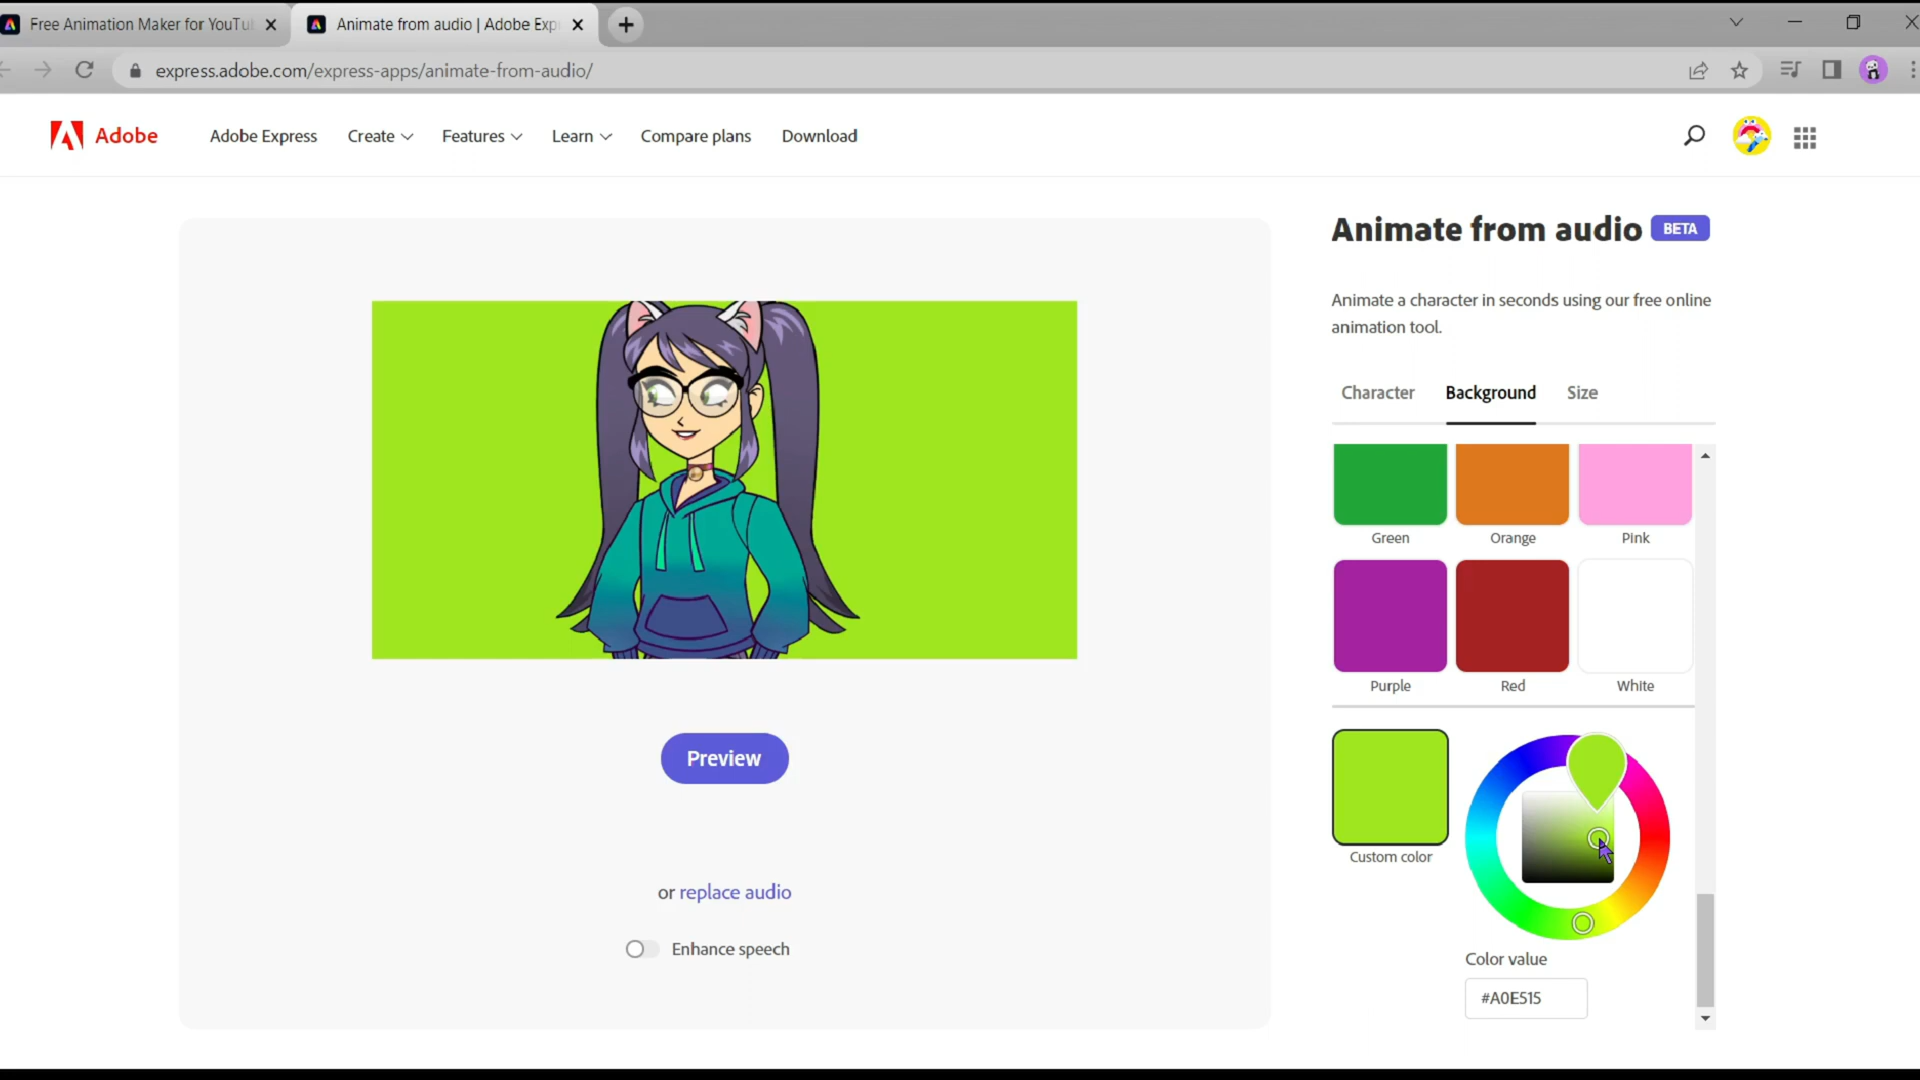 Free Animation Maker for YouTu
Animate from audio | Adobe Exp
express.adobe.com/express-apps/animate-from-audio/
Adobe
Adobe Express
Create
Features
Learn
Compare plans
Download
Animate from audio
BETA
Animate a character in seconds using our free online
animation tool.
Character
Background
Size
Green
Orange
Pink
Purple
Red
White
Preview
Custom color
or replace audio
Enhance speech
Color value
#A0E515